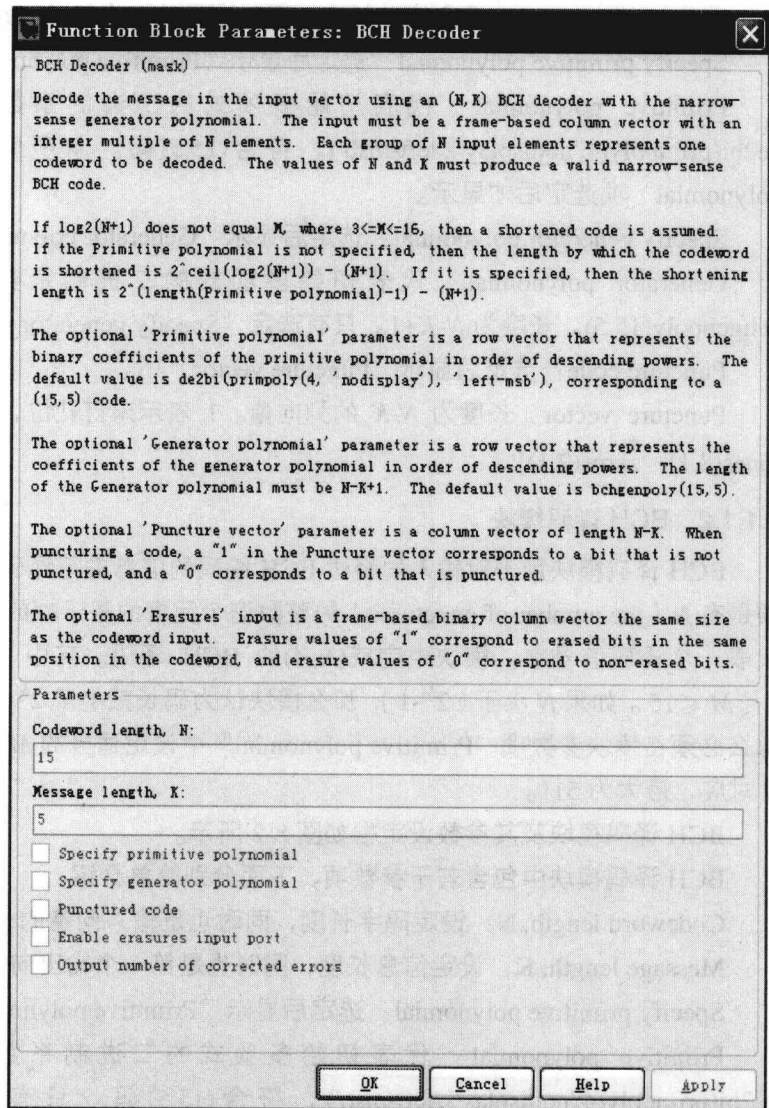 Function Block Parameters: BCH Decoder
BCH Decoder (mask)
Decode the message in the input vector using an (N,K) BCH decoder with the narrow-
sense generator polynomial. The input must be a frame-based column vector with an
integer multiple of N elements. Each group of N input elements represents one
codeword to be decoded. The values of N and K must produce a valid narrow-sense
BCH code.
If log2(N+1) does not equal M, where 3<=M<=16, then a shortened code is assumed.
If the Primitive polynomial is not specified, then the length by which the codeword
is shortened is 2^ceil(log2(N+1)) - (N+1). If it is specified, then the shortening
length is 2^(length(Primitive polynomial)-1) - (N+1).
The optional 'Primitive polynomial' parameter is a row vector that represents the
binary coefficients of the primitive polynomial in order of descending powers. The
default value is de2bi(primpoly(4, 'nodisplay'), 'left-msb'), corresponding to a
(15,5) code.
The optional 'Generator polynomial' parameter is a row vector that represents the
coefficients of the generator polynomial in order of descending powers. The length
of the Generator polynomial must be N-K+1. The default value is bchgenpoly(15,5).
The optional 'Puncture vector' parameter is a column vector of length N-K. When
puncturing a code, a "1" in the Puncture vector corresponds to a bit that is not
punctured, and a "0" corresponds to a bit that is punctured.
The optional 'Erasures' input is a frame-based binary column vector the same size
as the codeword input. Erasure values of "1" correspond to erased bits in the same
position in the codeword, and erasure values of "0" correspond to non-erased bits.
Parameters
Codeword length, N:
15
Message length, K:
5
Specify primitive polynomial
Specify generator polynomial
Punctured code
Enable erasures input port
Output number of corrected errors
OK Cancel Help Apply